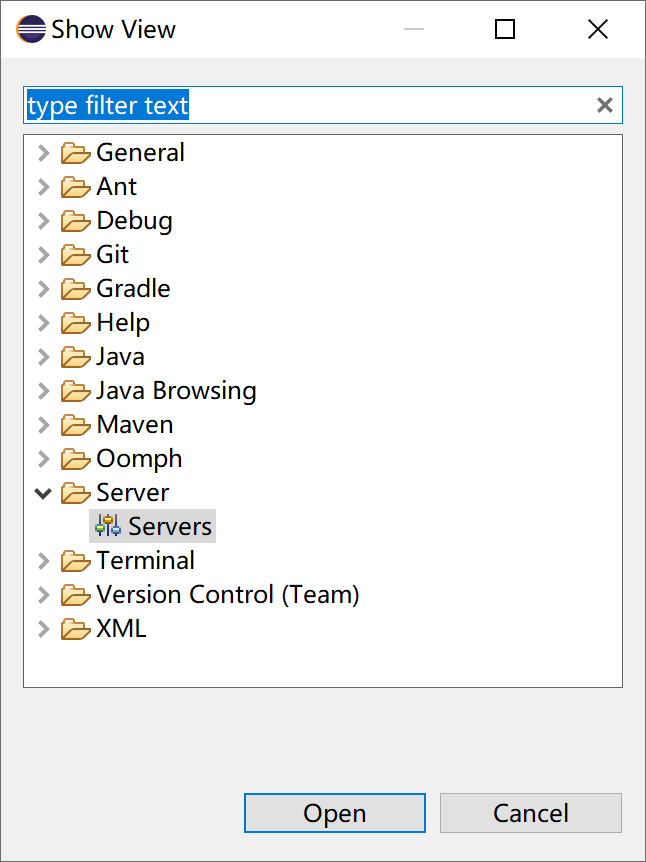 Show View
type filter text
General
Ant
Debug
Git
Gradle
Help
Java
Java Browsing
Maven
Oomph
Server
Servers
Terminal
Version Control (Team)
XML
Open
Cancel